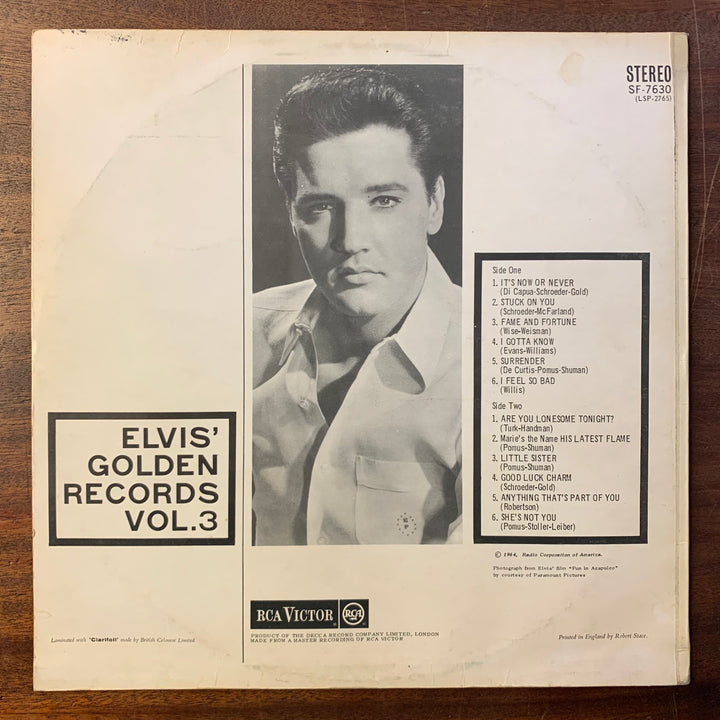 STEREO
SF-7630
(LSP-2765)
Side One
1. IT'S NOW OR NEVER
(Di Capua-Schroeder-Gold)
2. STUCK ON YOU
(Schroeder-McFarland)
3. FAME AND FORTUNE
(Wise-Weisman)
4. I GOTTA KNOW
(Evans-Williams)
5. SURRENDER
(De Curtis-Pomus-Shuman)
6. I FEEL SO BAD
(Willis)
Side Two
1. ARE YOU LONESOME TONIGHT?
(Turk-Handman)
2. Marie's the Name HIS LATEST FLAME
(Pomus-Shuman)
3. LITTLE SISTER
(Pomus-Shuman)
4. GOOD LUCK CHARM
(Schroeder-Gold)
5. ANYTHING THAT'S PART OF YOU
(Robertson)
6. SHE'S NOT YOU
(Pomus-Stoller-Leiber)
ELVIS'
GOLDEN
RECORDS
VOL.3
E
P
© 1964, Radio Corporation of America.
Photograph from Elvis' film "Fun in Acapulco"
by courtesy of Paramount Pictures
RCA VICTOR RCA
PRODUCT OF THE DECCA RECORD COMPANY LIMITED, LONDON
MADE FROM A MASTER RECORDING OF RCA VICTOR
Laminated with 'Clarifoil' made by British Celanese Limited
Printed in England by Robert Stace.